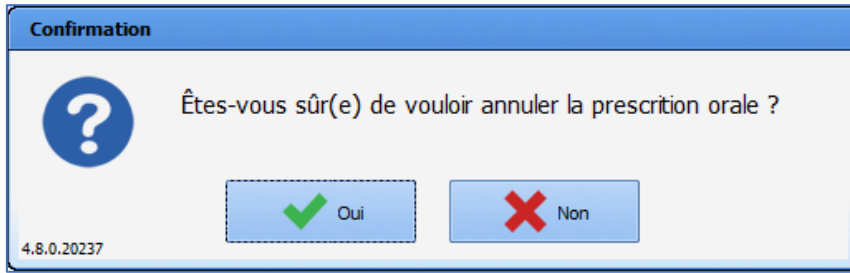 Confirmation
Êtes-vous sûr(e) de vouloir annuler la prescrition orale ?
Oui
Non
4.8.0.20237